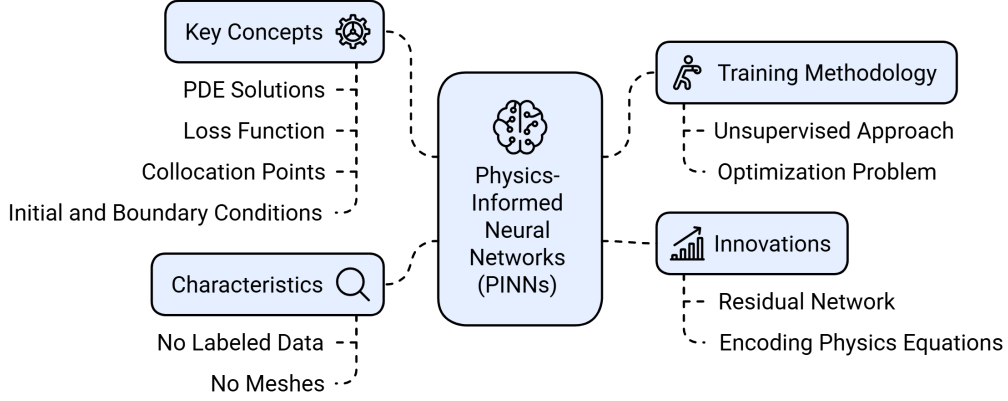 Key Concepts
PDE Solutions
Loss Function
Collocation Points
Initial and Boundary Conditions
Characteristics
No Labeled Data
No Meshes
Physics-
Informed
Neural
Networks
(PINNs)
Training Methodology
Unsupervised Approach
Optimization Problem
Innovations
Residual Network
Encoding Physics Equations